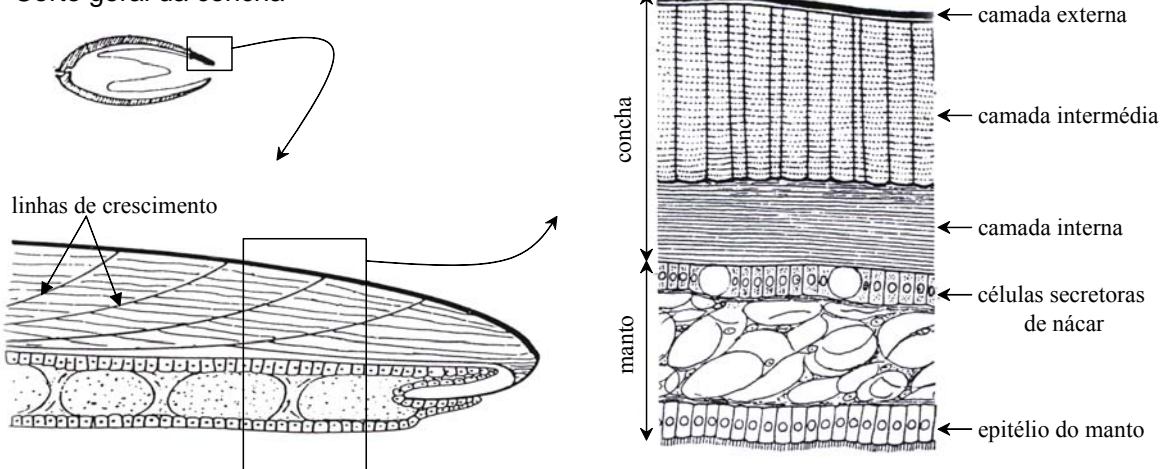 Corte geral da concha
linhas de crescimento
concha
manto
camada externa
camada intermédia
camada interna
células secretoras
de nácar
epitélio do manto